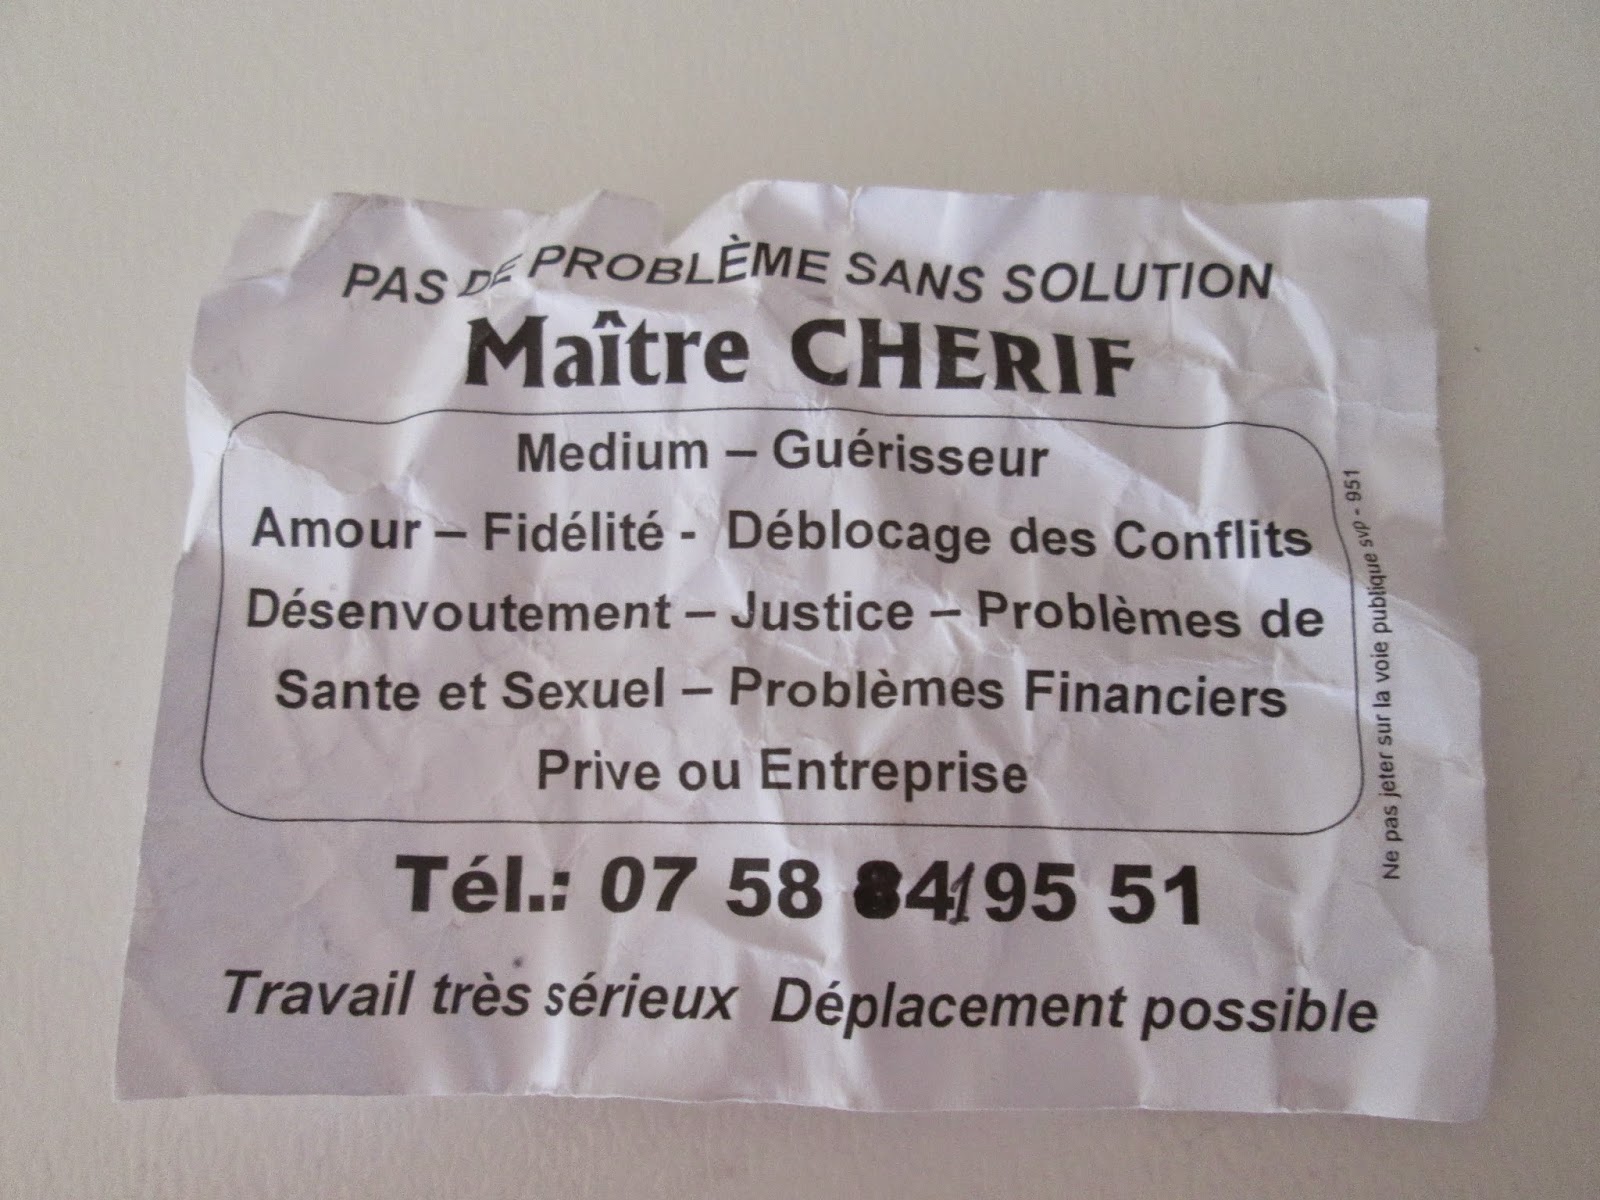 PAS DE PROBLÈME SANS SOLUTION
Maître CHERIF
Medium – Guérisseur
Amour – Fidélité - Déblocage des Conflits
Désenvoutement – Justice – Problèmes de
Sante et Sexuel – Problèmes Financiers
Prive ou Entreprise
Tél.: 07 58 841 95 51
Travail très sérieux Déplacement possible
Ne pas jeter sur la voie publique svp - 951